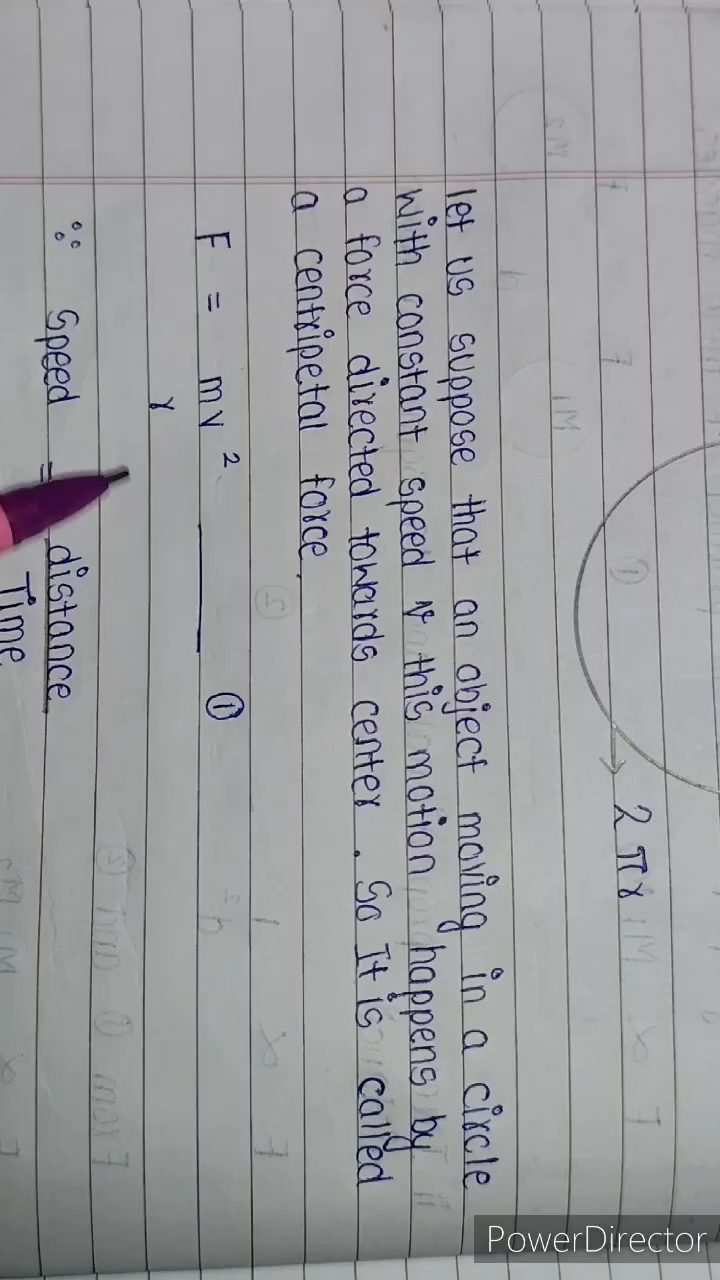 2πr
let us suppose that an object moving in a circle
with constant speed v this motion happens by
a force directed towards center. So It is called
a centripetal force.
F = mv² ——— ①
r
∵ Speed = distance
Time
PowerDirector